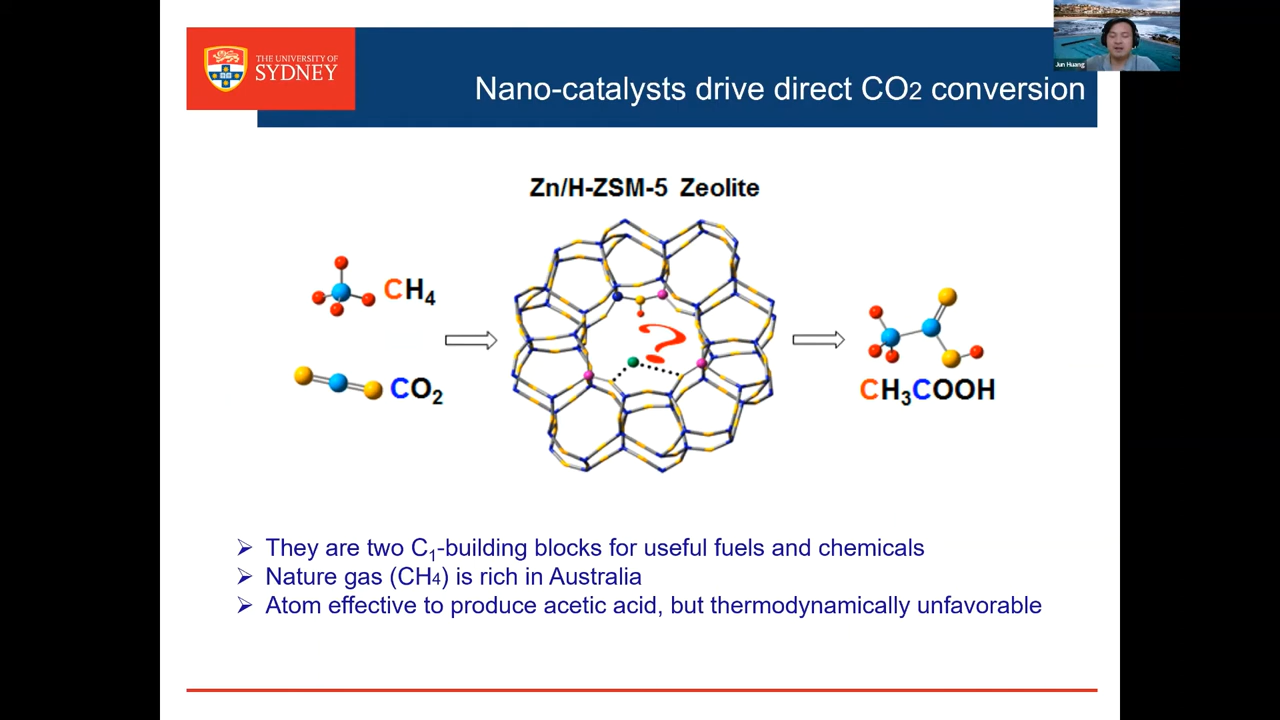 THE UNIVERSITY OF
SYDNEY
Nano-catalysts drive direct CO2 conversion
Jun Huang
Zn/H-ZSM-5 Zeolite
CH₄
?
CO₂
CH₃COOH
➢ They are two C₁-building blocks for useful fuels and chemicals
➢ Nature gas (CH4) is rich in Australia
➢ Atom effective to produce acetic acid, but thermodynamically unfavorable